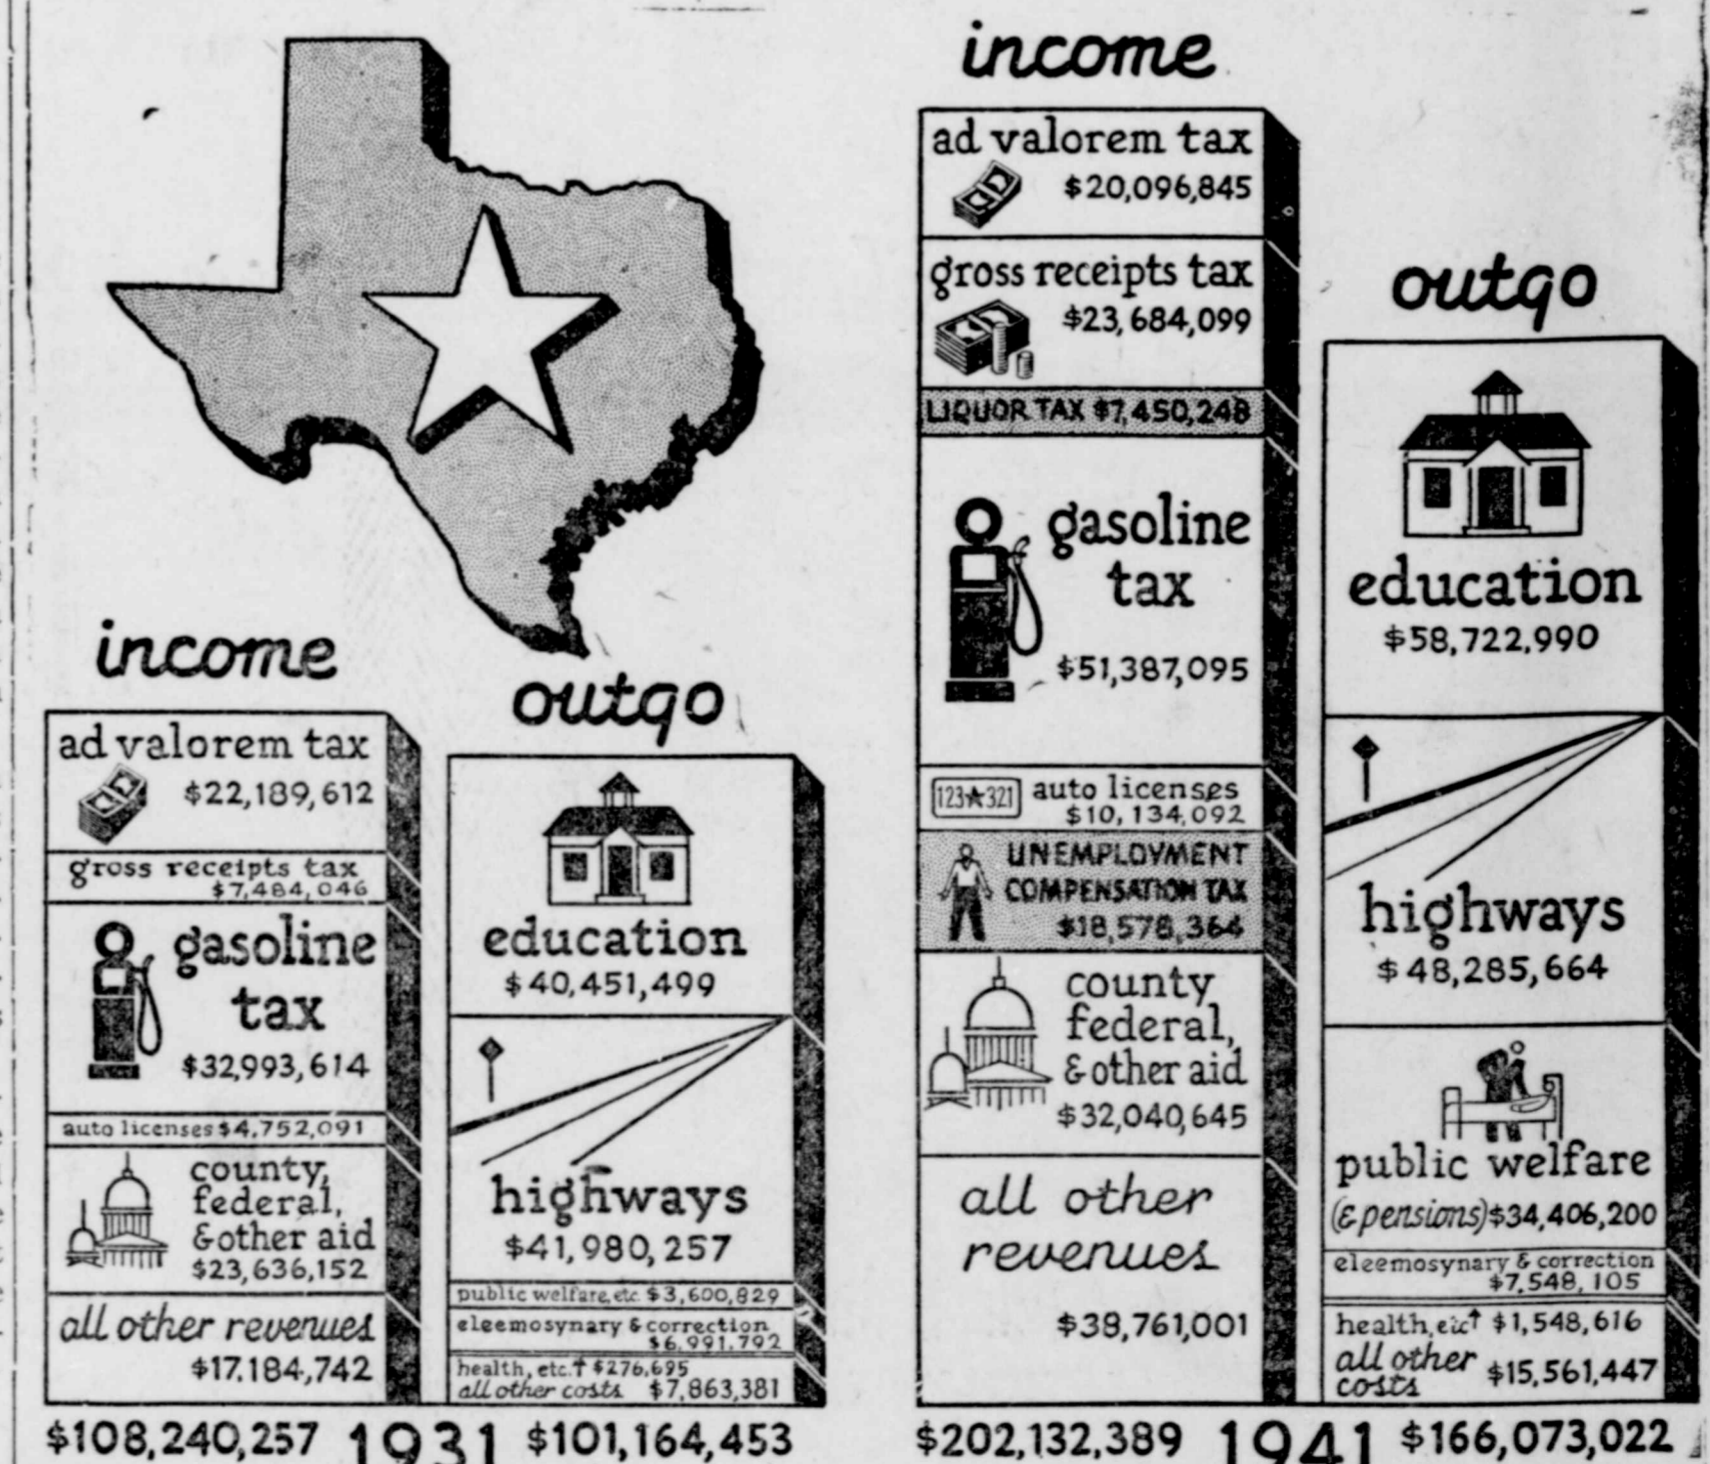 income
ad valorem tax
$22,189,612
gross receipts tax
$7,484,046
gasoline
tax
$32,993,614
auto licenses $4,752,091
county,
federal,
& other aid
$23,636,152
all other revenues
$17,184,742
$108,240,257
outgo
education
$40,451,499
highways
$41,980,257
public welfare, etc. $3,600,829
eleemosynary & correction
$6,991,792
health, etc.† $276,695
all other costs $7,863,381
$101,164,453
1931
income
ad valorem tax
$20,096,845
gross receipts tax
$23,684,099
LIQUOR TAX $7,450,248
gasoline
tax
$51,387,095
123★321
auto licenses
$10,134,092
UNEMPLOYMENT
COMPENSATION TAX
$18,578,364
county
federal,
& other aid
$32,040,645
all other
revenues
$38,761,001
$202,132,389
outgo
education
$58,722,990
highways
$48,285,664
public welfare
(& pensions) $34,406,200
eleemosynary & correction
$7,548,105
health, etc† $1,548,616
all other
costs $15,561,447
$166,073,022
1941